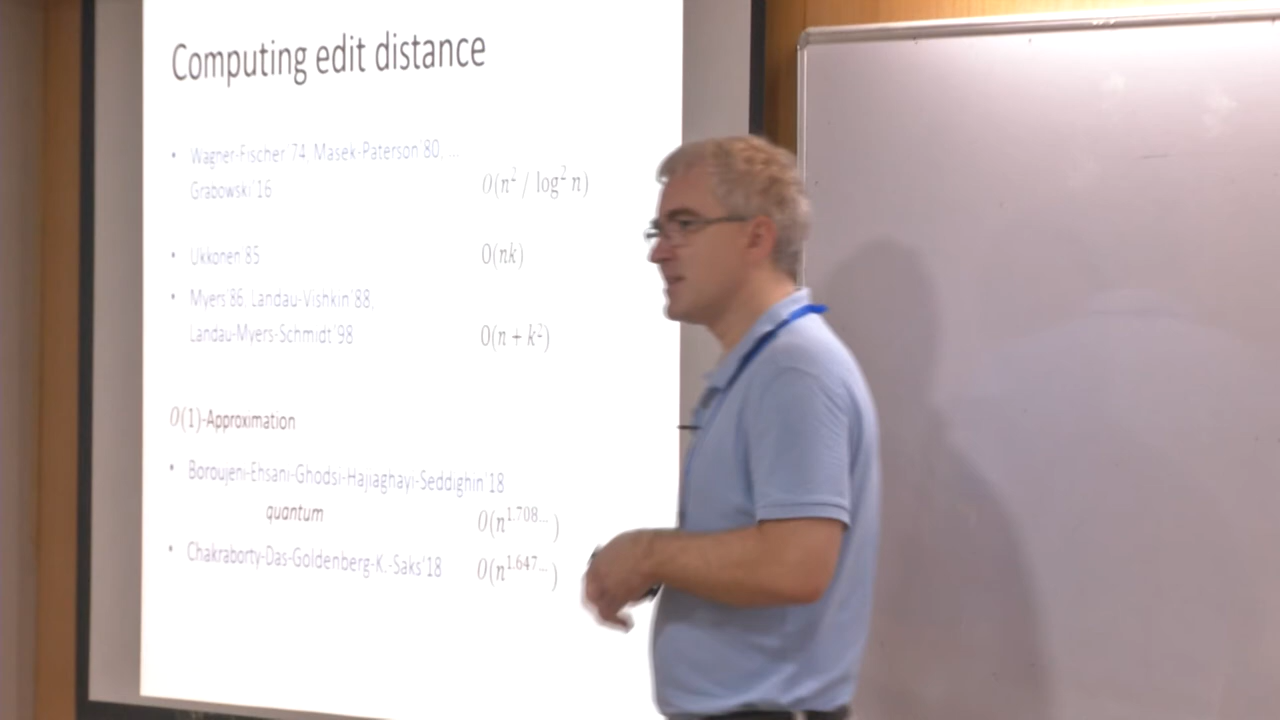 Computing edit distance
• Wagner-Fischer 74, Masek-Paterson'80, ...
Grabowski'16 O(n² / log² n)
• Ukkonen 85 O(nk)
• Myers'86, Landau-Vishkin'88,
Landau-Myers-Schmidt '98 O(n + k²)
O(1)-Approximation
• Boroujeni-Ehsani-Ghodsi-Hajiaghayi-Seddighin'18
quantum O(n^1.708...)
• Chakraborty-Das-Goldenberg-K.-Saks'18 O(n^1.647...)